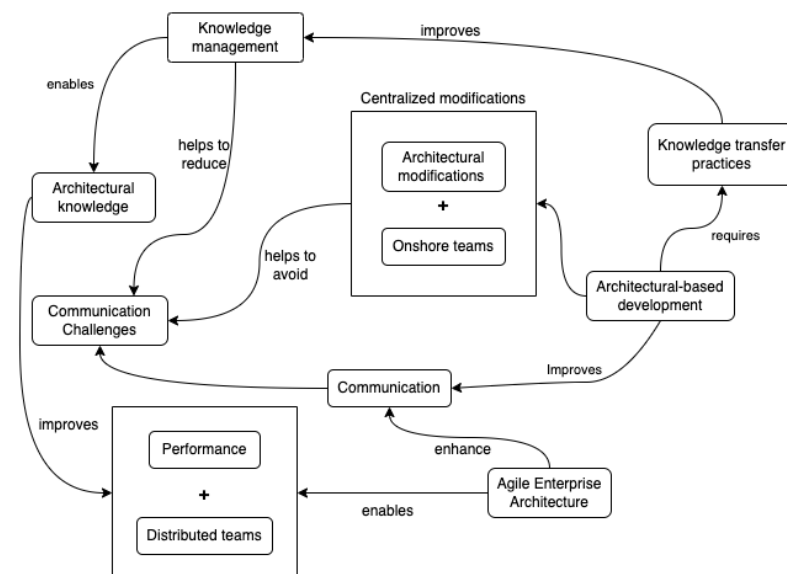 Knowledge
management
improves
enables
Centralized modifications
helps to
reduce
Architectural
modifications
+
Onshore teams
Knowledge transfer
practices
Architectural
knowledge
requires
helps to
avoid
Architectural-based
development
Communication
Challenges
Improves
Communication
improves
Performance
+
Distributed teams
enhance
enables
Agile Enterprise
Architecture